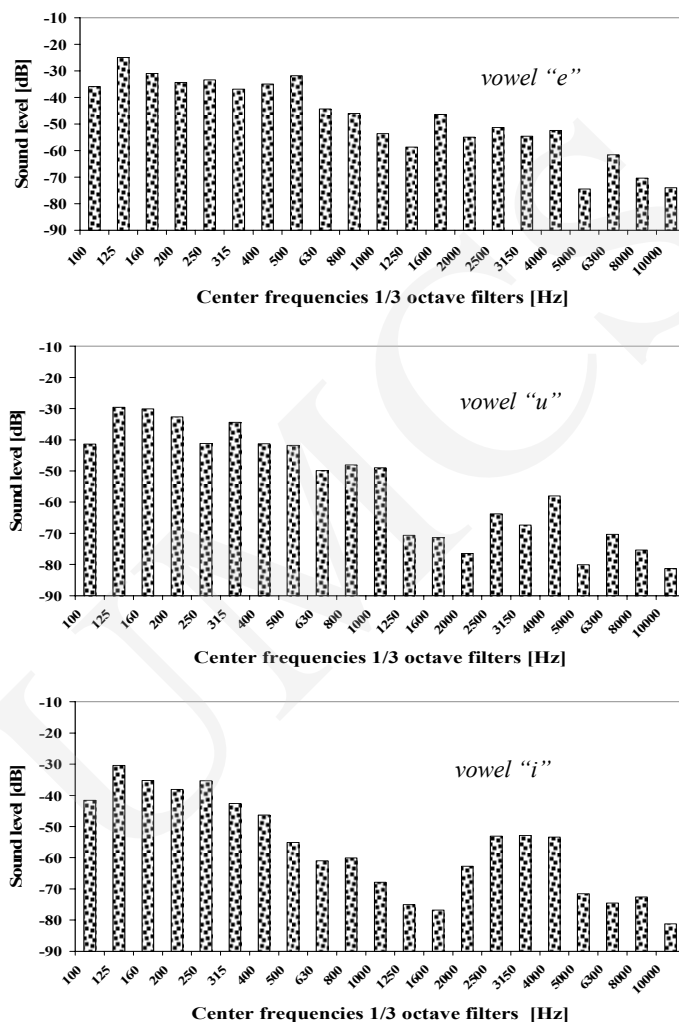 -10
-20
-30
-40
-50
-60
-70
-80
-90
Sound level [dB]
vowel “e”
100 125 160 200 250 315 400 500 630 800 1000 1250 1600 2000 2500 3150 4000 5000 6300 8000 10000
Center frequencies 1/3 octave filters [Hz]
-10
-20
-30
-40
-50
-60
-70
-80
-90
Sound level [dB]
vowel “u”
100 125 160 200 250 315 400 500 630 800 1000 1250 1600 2000 2500 3150 4000 5000 6300 8000 10000
Center frequencies 1/3 octave filters [Hz]
-10
-20
-30
-40
-50
-60
-70
-80
-90
Sound level [dB]
vowel “i”
100 125 160 200 250 315 400 500 630 800 1000 1250 1600 2000 2500 3150 4000 5000 6300 8000 10000
Center frequencies 1/3 octave filters [Hz]
UMCS